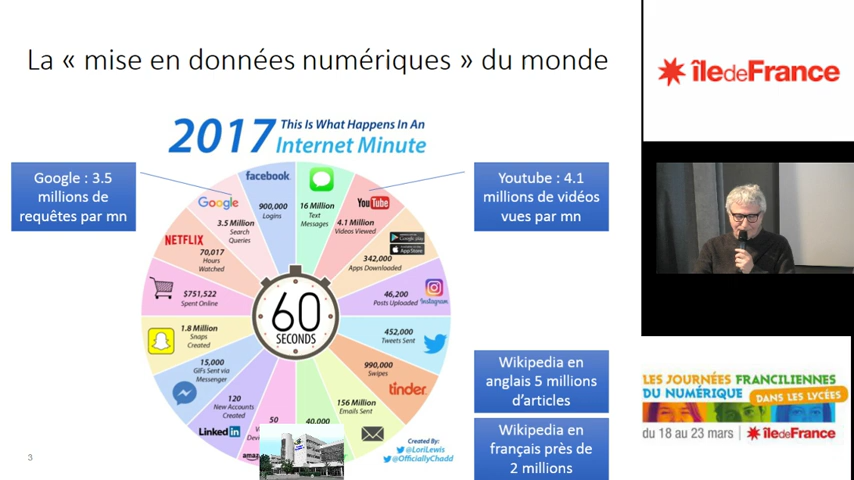 La « mise en données numériques » du monde
2017 This Is What Happens In An
Internet Minute
Google : 3.5
millions de
requêtes par mn
Youtube : 4.1
millions de vidéos
vues par mn
facebook
900,000
Logins
16 Million
Text
Messages
YouTube
4.1 Million
Videos Viewed
Google play
App Store
342,000
Apps Downloaded
46,200
Posts Uploaded
Instagram
452,000
Tweets Sent
990,000
Swipes
tinder
156 Million
Emails Sent
40,000
50
120
New Accounts
Created
LinkedIn
15,000
GIFs Sent via
Messenger
1.8 Million
Snaps
Created
$751,522
Spent Online
NETFLIX
70,017
Hours
Watched
Google
3.5 Million
Search
Queries
60
SECONDS
Created By:
@LoriLewis
@OfficiallyChadd
Wikipedia en
anglais 5 millions
d'articles
Wikipedia en
français près de
2 millions
3
îledeFrance
LES JOURNÉES FRANCILIENNES
DU NUMÉRIQUE DANS LES LYCÉES
du 18 au 23 mars | îledeFrance